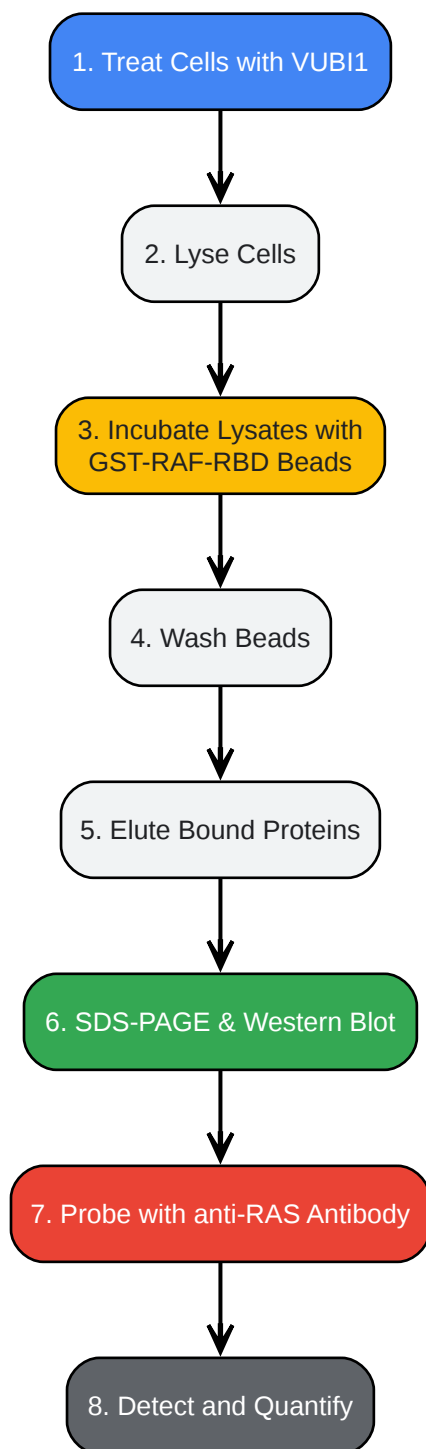 1. Treat Cells with VUBI1
2. Lyse Cells
3. Incubate Lysates with
GST-RAF-RBD Beads
4. Wash Beads
5. Elute Bound Proteins
6. SDS-PAGE & Western Blot
7. Probe with anti-RAS Antibody
8. Detect and Quantify